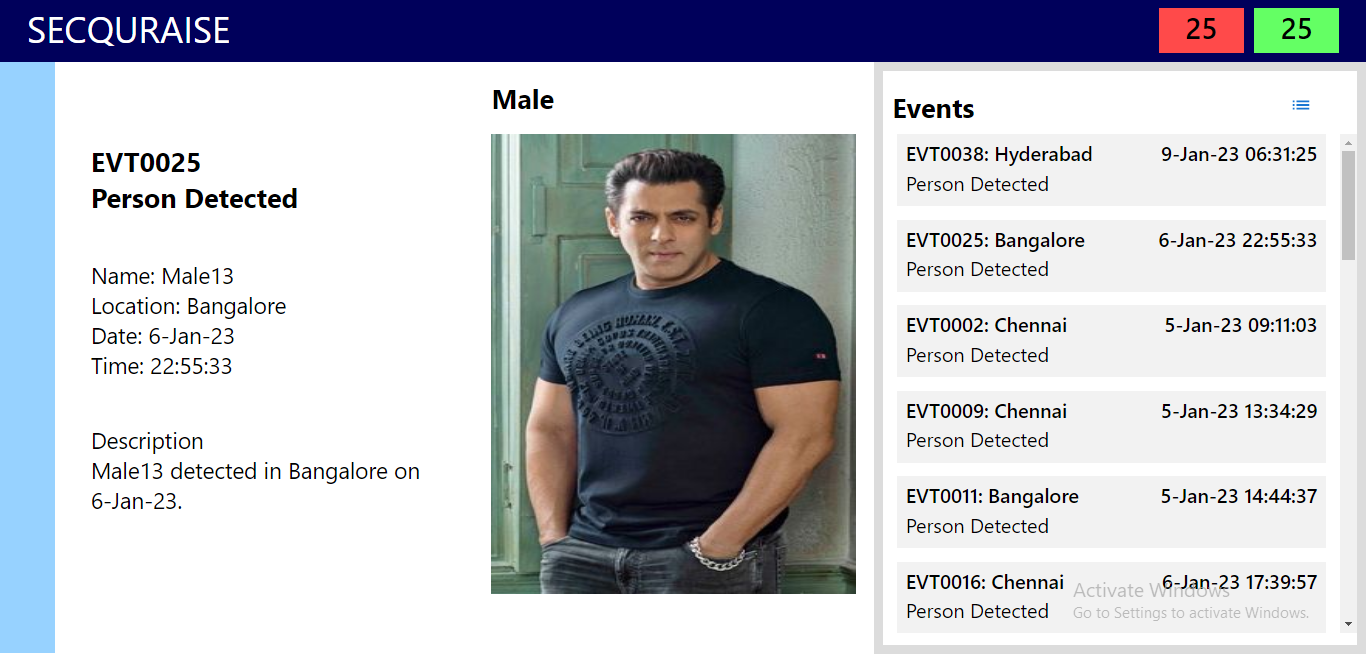 SECQURAISE
25
25
EVT0025
Person Detected
Name: Male13
Location: Bangalore
Date: 6-Jan-23
Time: 22:55:33
Description
Male13 detected in Bangalore on
6-Jan-23.
Male
BEING HUMAN
Events
EVT0038: Hyderabad 9-Jan-23 06:31:25
Person Detected
EVT0025: Bangalore 6-Jan-23 22:55:33
Person Detected
EVT0002: Chennai 5-Jan-23 09:11:03
Person Detected
EVT0009: Chennai 5-Jan-23 13:34:29
Person Detected
EVT0011: Bangalore 5-Jan-23 14:44:37
Person Detected
EVT0016: Chennai 6-Jan-23 17:39:57
Person Detected
Activate Windows
Go to Settings to activate Windows.